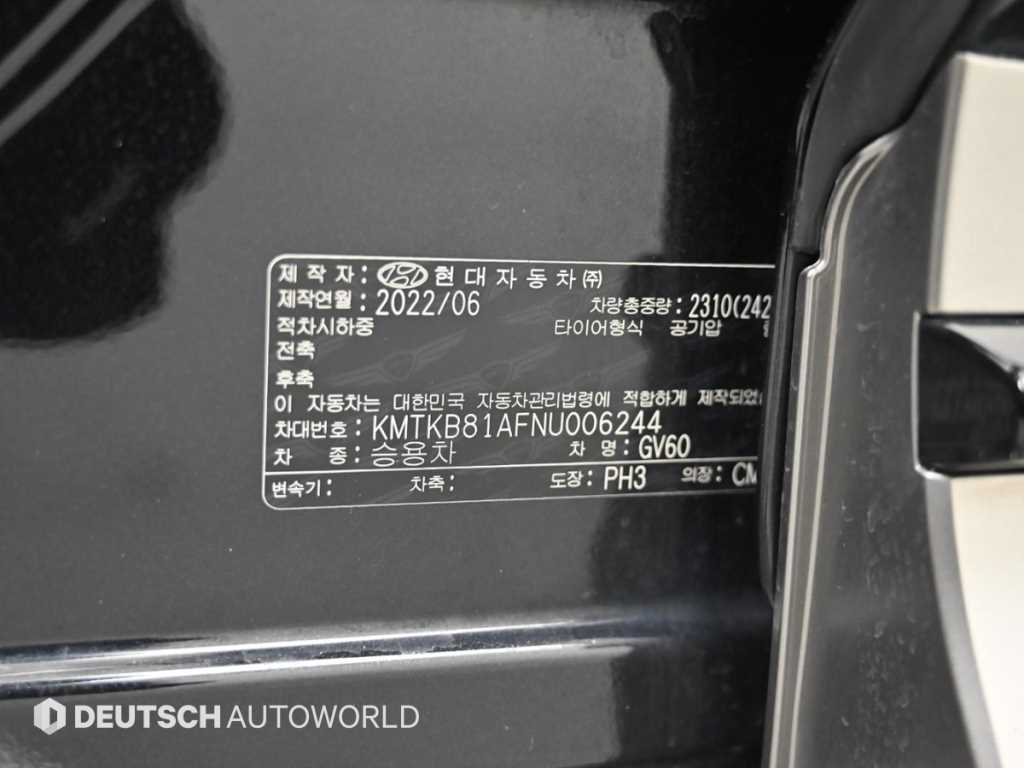 제 작 자 : 현 대 자 동 차 ㈜
제작연월 : 2022/06 차량총중량 : 2310(242
적차시하중 타이어형식 공기압
전축
후축
이 자동차는 대한민국 자동차관리법령에 적합하게 제작되었
차대번호 : KMTKB81AFNU006244
차 종 : 승용차 차 명 : GV60
변속기 : 차축 : 도장 : PH3 의장 : CM
DEUTSCH AUTOWORLD